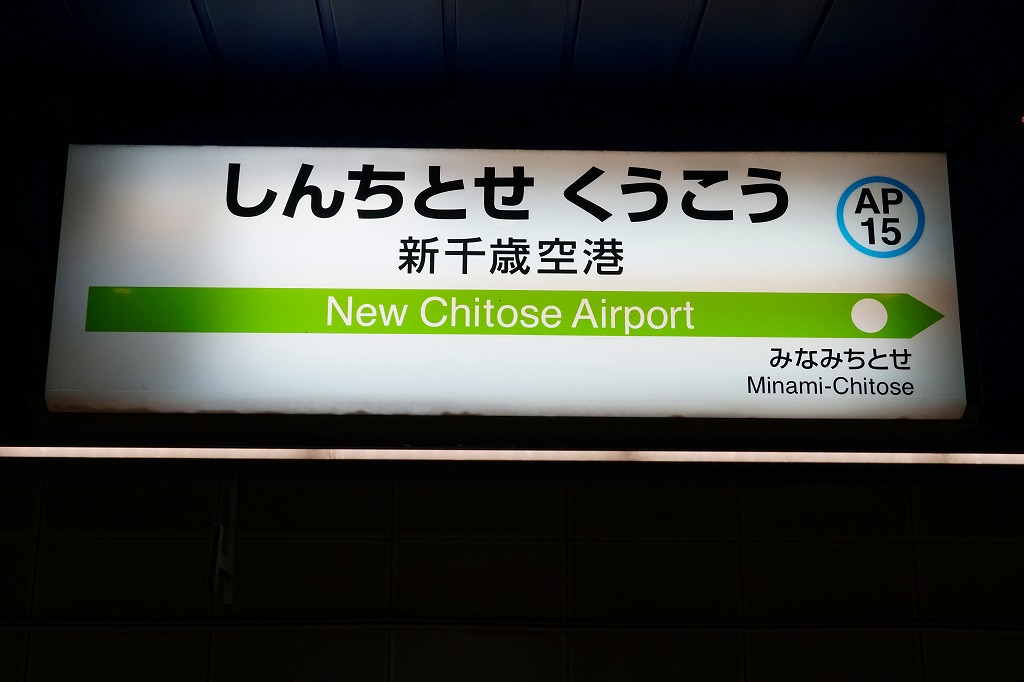 しんちとせ くうこう
AP
15
新千歳空港
New Chitose Airport
みなみちとせ
Minami-Chitose